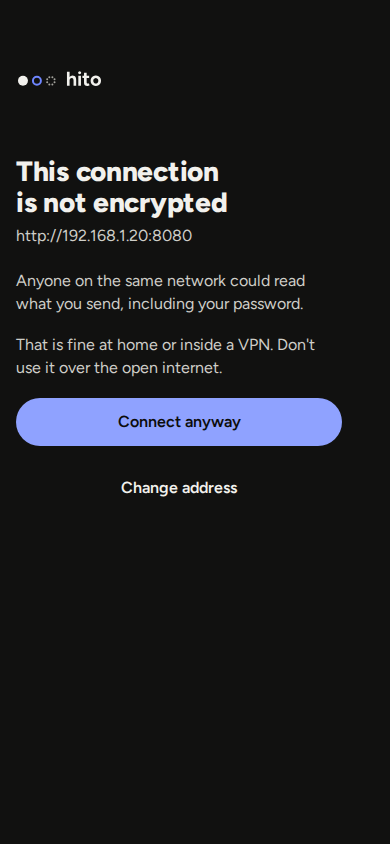 hito
This connection
is not encrypted
http://192.168.1.20:8080
Anyone on the same network could read
what you send, including your password.
That is fine at home or inside a VPN. Don't
use it over the open internet.
Connect anyway
Change address